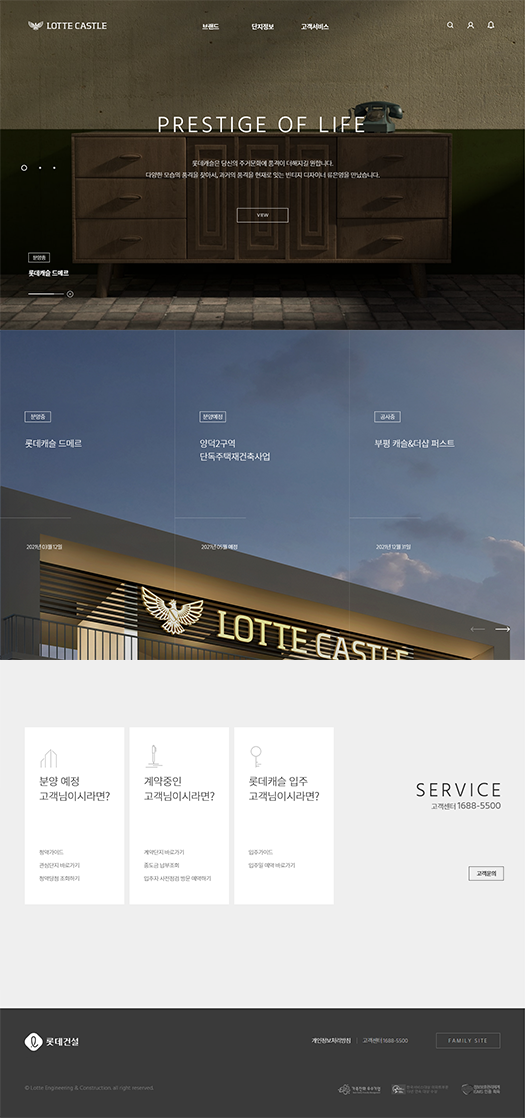 LOTTE CASTLE
브랜드 단지정보 고객서비스
PRESTIGE OF LIFE
롯데캐슬은 당신의 주거문화에 품격이 더해지길 원합니다.
다양한 모습의 품격을 찾아서, 과거의 품격을 현재로 잇는 빈티지 디자이너 류은영을 만났습니다.
VIEW
분양중
롯데캐슬 드메르
분양중
롯데캐슬 드메르
2021년 03월 12일
분양예정
양덕2구역
단독주택재건축사업
2021년 05월 예정
공사중
부평 캐슬&더샵 퍼스트
2021년 12월 31일
LOTTE CASTLE
분양 예정
고객님이시라면?
청약가이드
관심단지 바로가기
청약당첨 조회하기
계약중인
고객님이시라면?
계약단지 바로가기
중도금 납부조회
입주자 사전점검 방문 예약하기
롯데캐슬 입주
고객님이시라면?
입주가이드
입주일 예약 바로가기
SERVICE
고객센터 1688-5500
고객문의
롯데건설
개인정보처리방침 고객센터 1688-5500
FAMILY SITE
© Lotte Engineering & Construction. all right reserved.
가족친화 우수기업